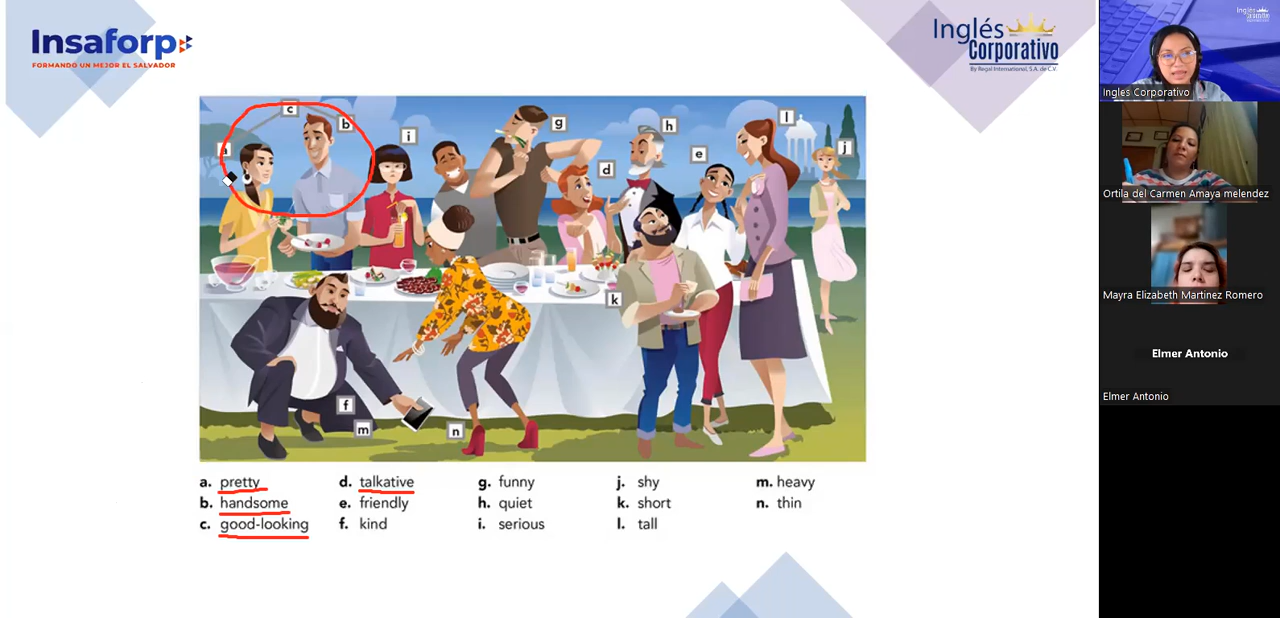 Insaforp
FORMANDO UN MEJOR EL SALVADOR
Inglés
Corporativo
By Regal International, S.A. de C.V.
c
b
a
i
g
h
l
e
j
d
k
f
m
n
a. pretty
b. handsome
c. good-looking
d. talkative
e. friendly
f. kind
g. funny
h. quiet
i. serious
j. shy
k. short
l. tall
m. heavy
n. thin
Inglés
Corporativo
Ingles Corporativo
Ortila del Carmen Amaya melendez
Mayra Elizabeth Martinez Romero
Elmer Antonio
Elmer Antonio